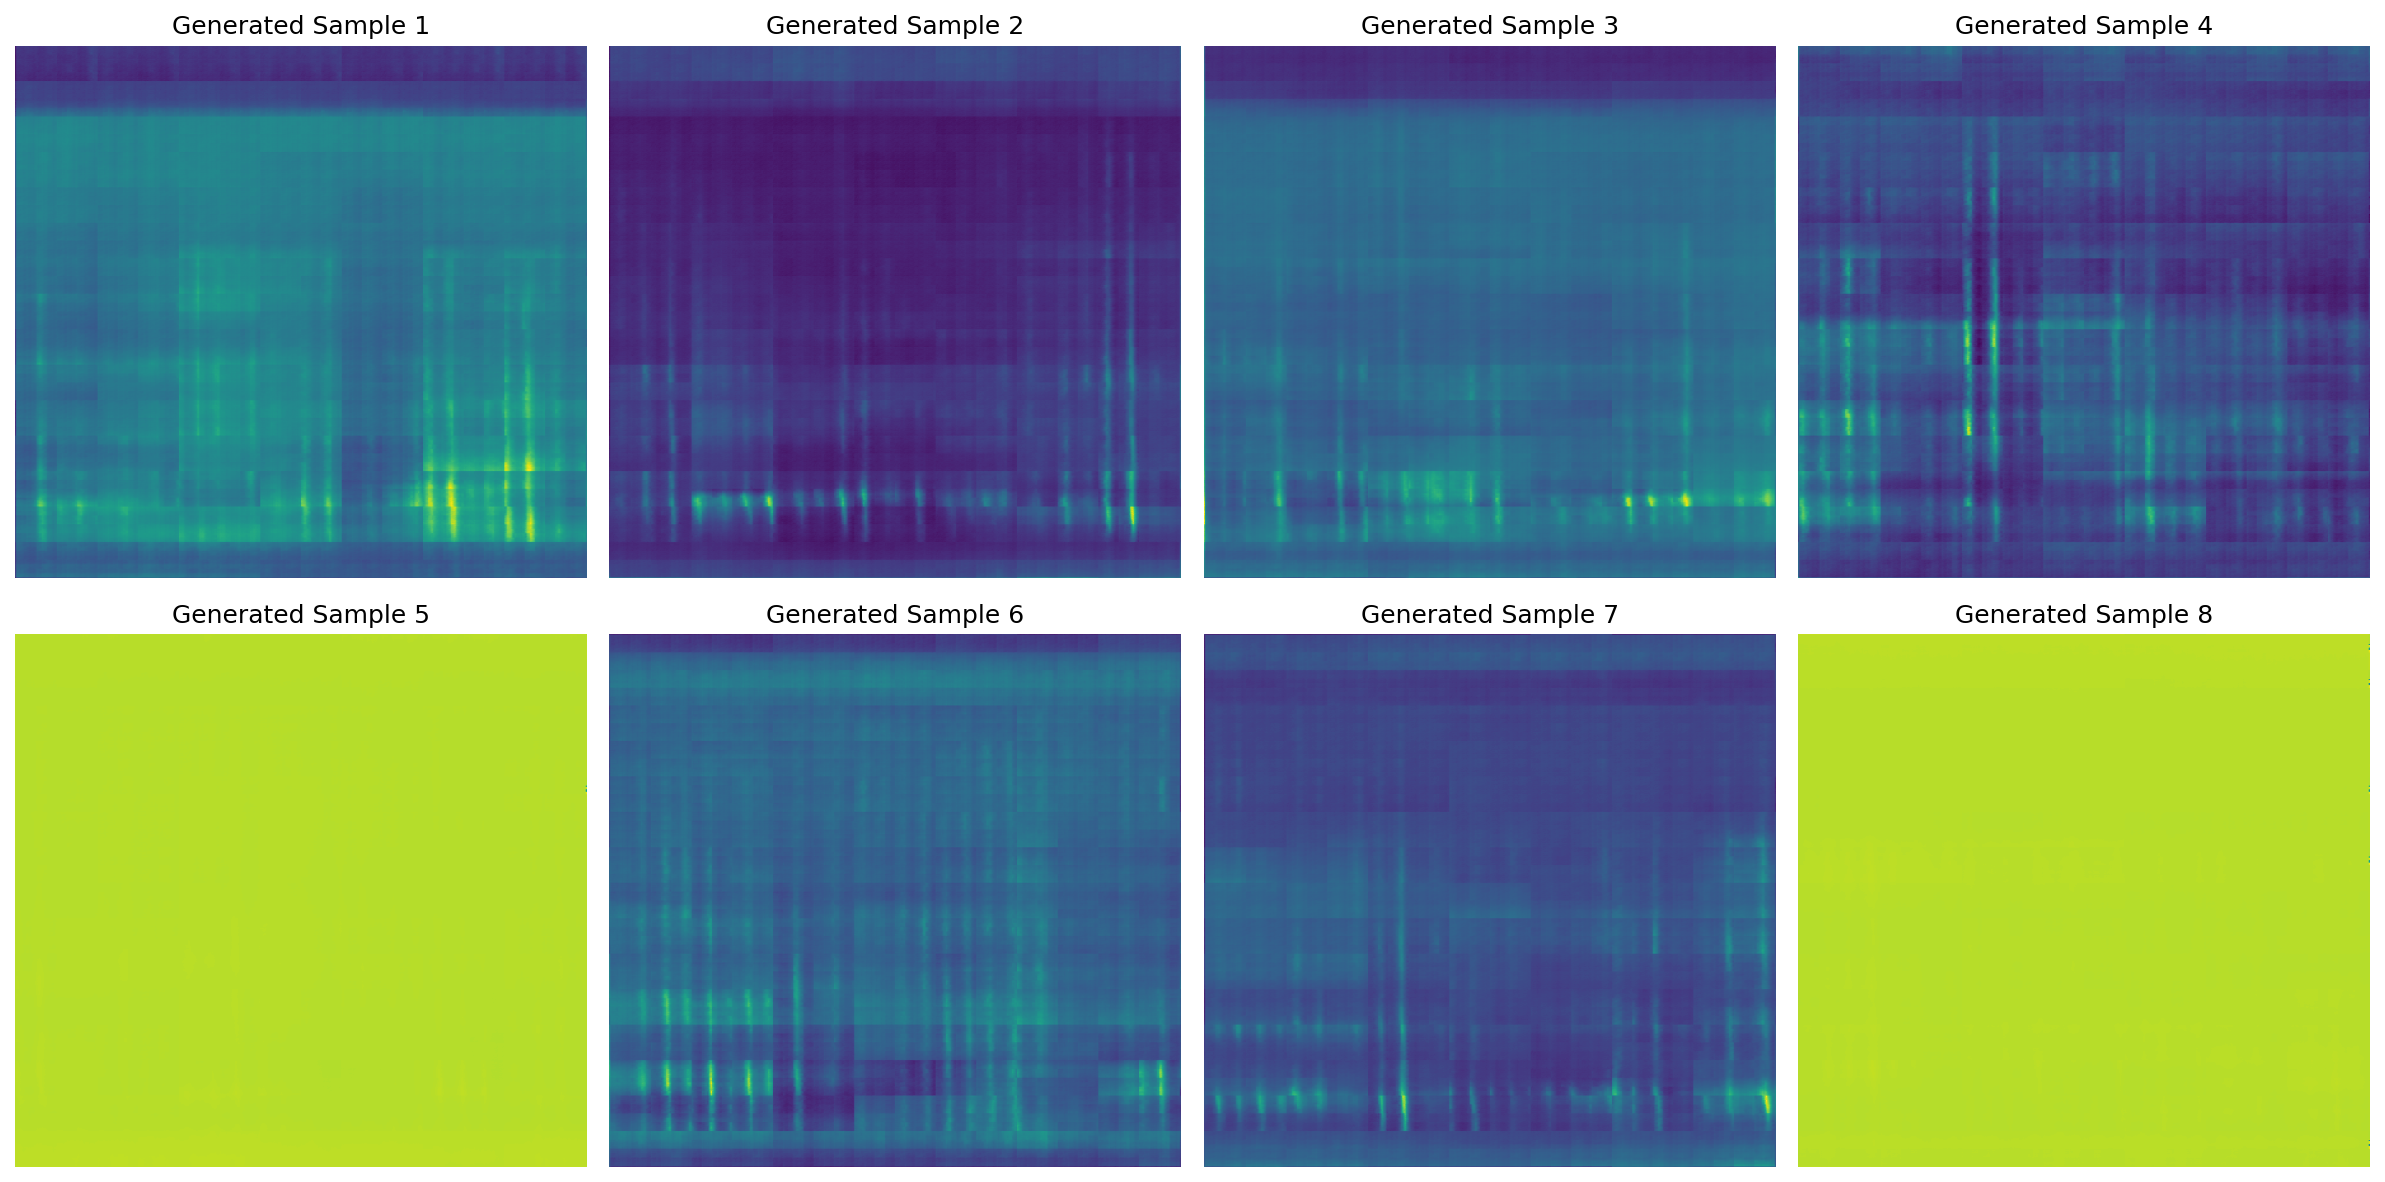 Generated Sample 1
Generated Sample 2
Generated Sample 3
Generated Sample 4
Generated Sample 5
Generated Sample 6
Generated Sample 7
Generated Sample 8